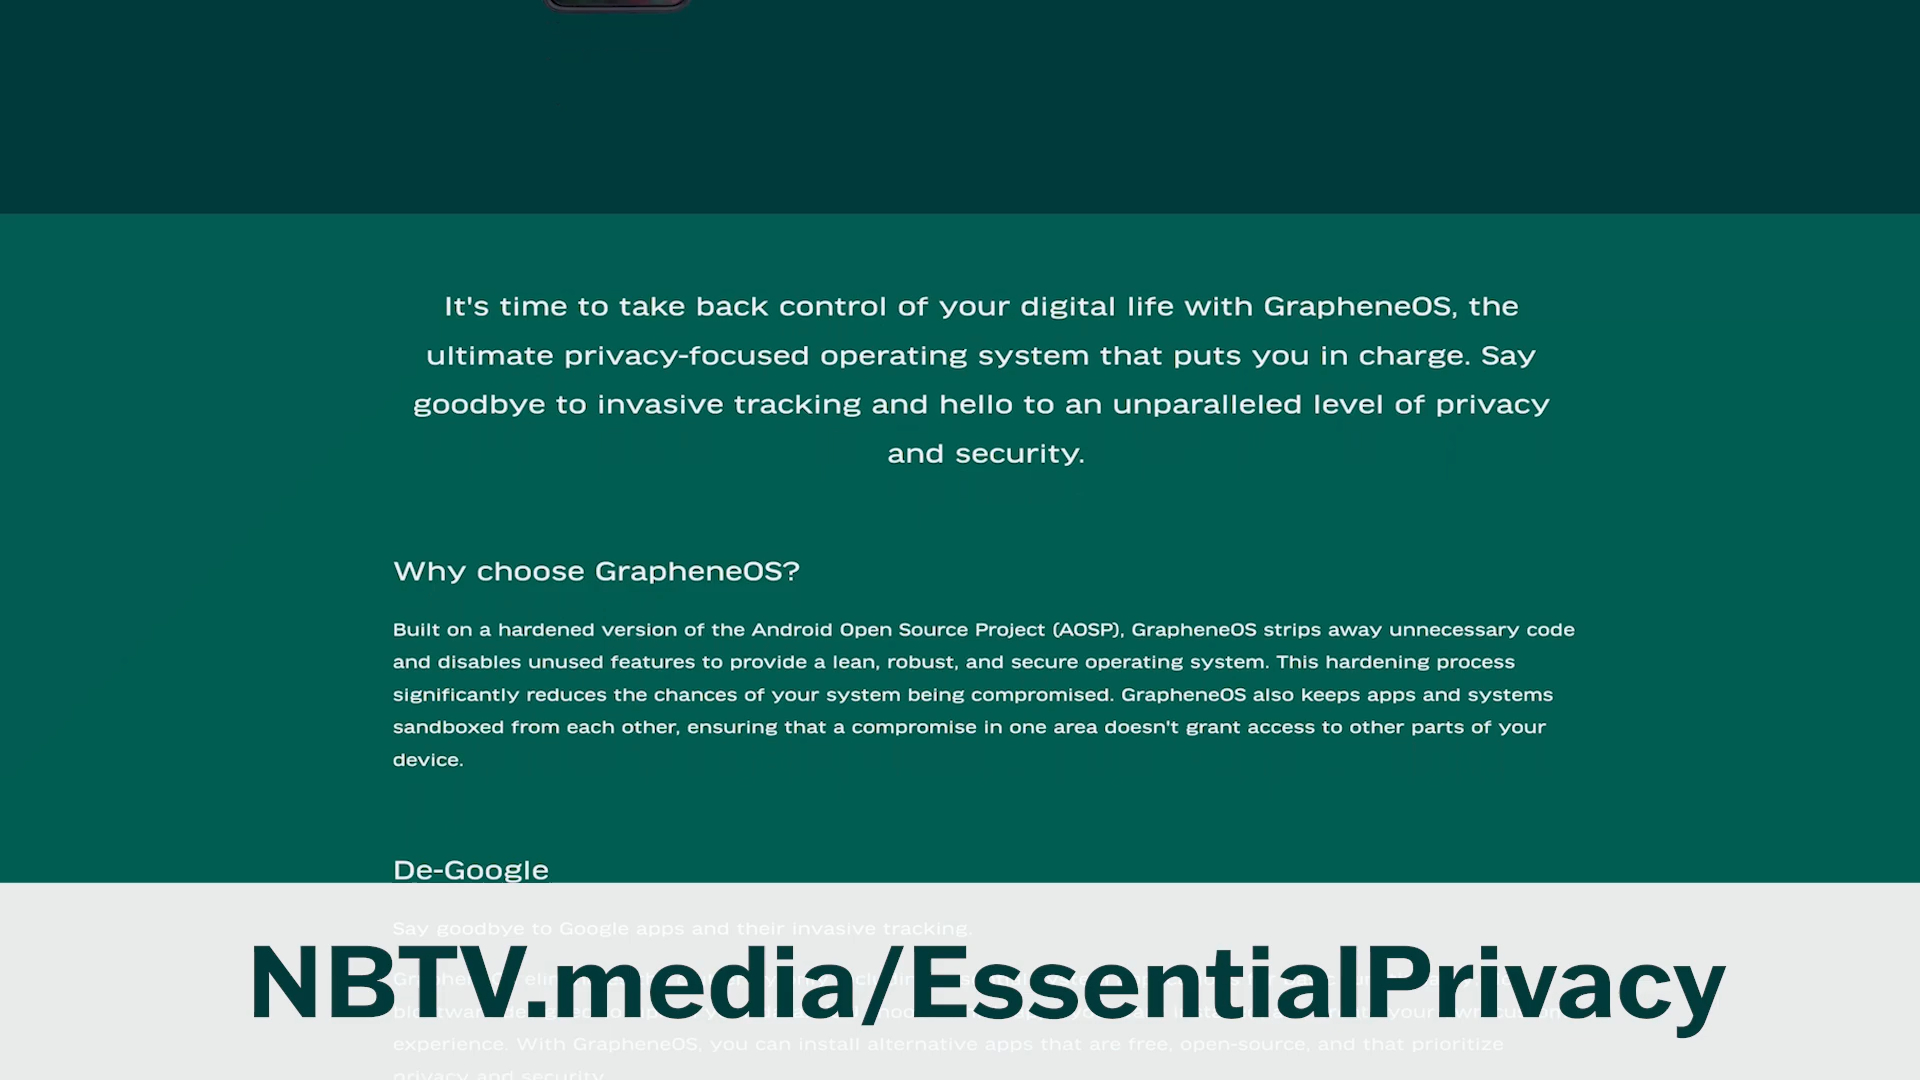 It's time to take back control of your digital life with GrapheneOS, the
ultimate privacy-focused operating system that puts you in charge. Say
goodbye to invasive tracking and hello to an unparalleled level of privacy
and security.
Why choose GrapheneOS?
Built on a hardened version of the Android Open Source Project (AOSP), GrapheneOS strips away unnecessary code
and disables unused features to provide a lean, robust, and secure operating system. This hardening process
significantly reduces the chances of your system being compromised. GrapheneOS also keeps apps and systems
sandboxed from each other, ensuring that a compromise in one area doesn't grant access to other parts of your
device.
De-Google
Say goodbye to Google apps and their invasive tracking.
NBTV.media/EssentialPrivacy
experience. With GrapheneOS, you can install alternative apps that are free, open-source, and that prioritize
privacy and security.